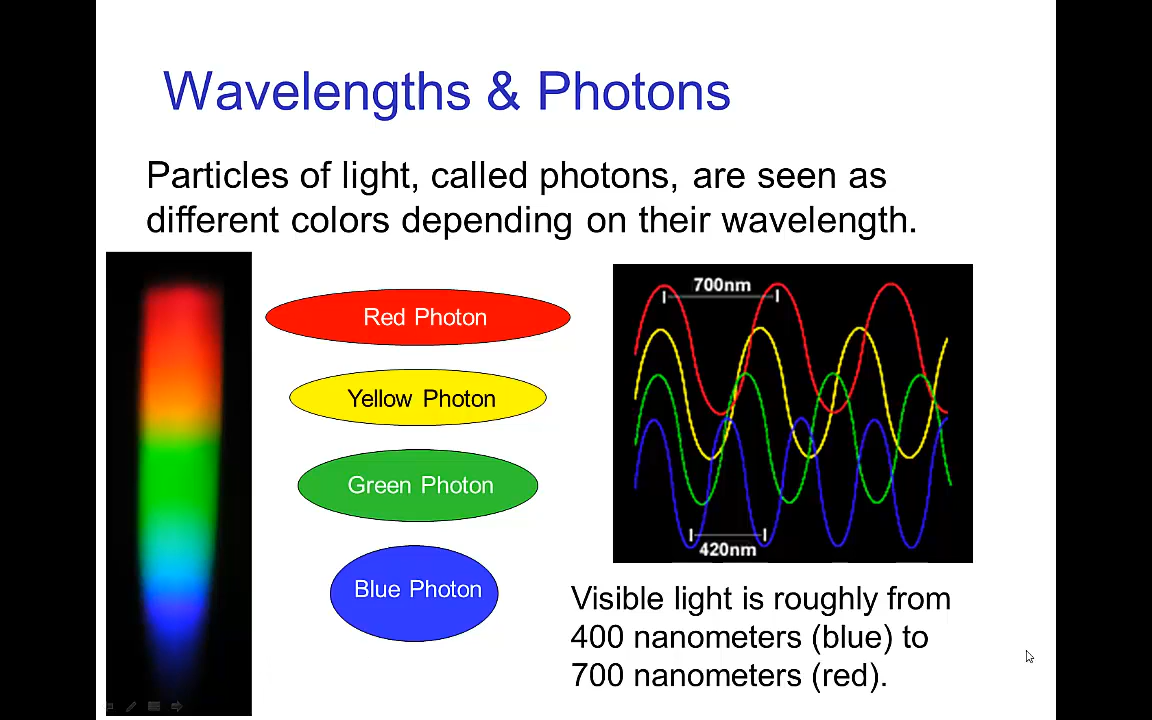 Wavelengths & Photons
Particles of light, called photons, are seen as
different colors depending on their wavelength.
Red Photon
Yellow Photon
Green Photon
Blue Photon
700nm
420nm
Visible light is roughly from
400 nanometers (blue) to
700 nanometers (red).